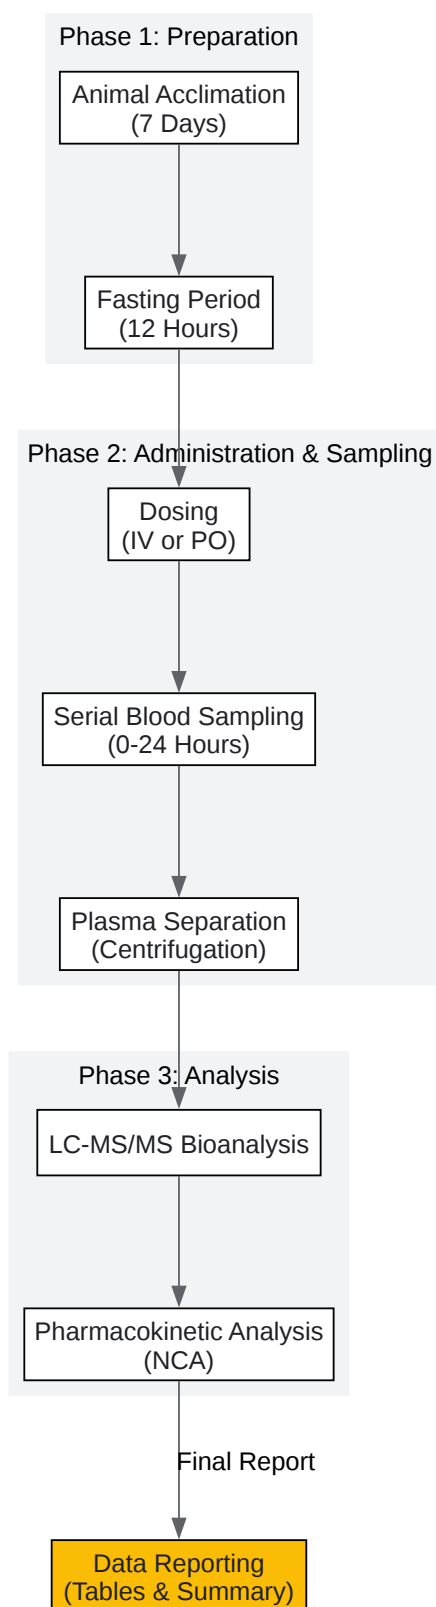 Phase 1: Preparation
Animal Acclimation
(7 Days)
Fasting Period
(12 Hours)
Phase 2: Administration & Sampling
Dosing
(IV or PO)
Serial Blood Sampling
(0-24 Hours)
Plasma Separation
(Centrifugation)
Phase 3: Analysis
LC-MS/MS Bioanalysis
Pharmacokinetic Analysis
(NCA)
Final Report
Data Reporting
(Tables & Summary)